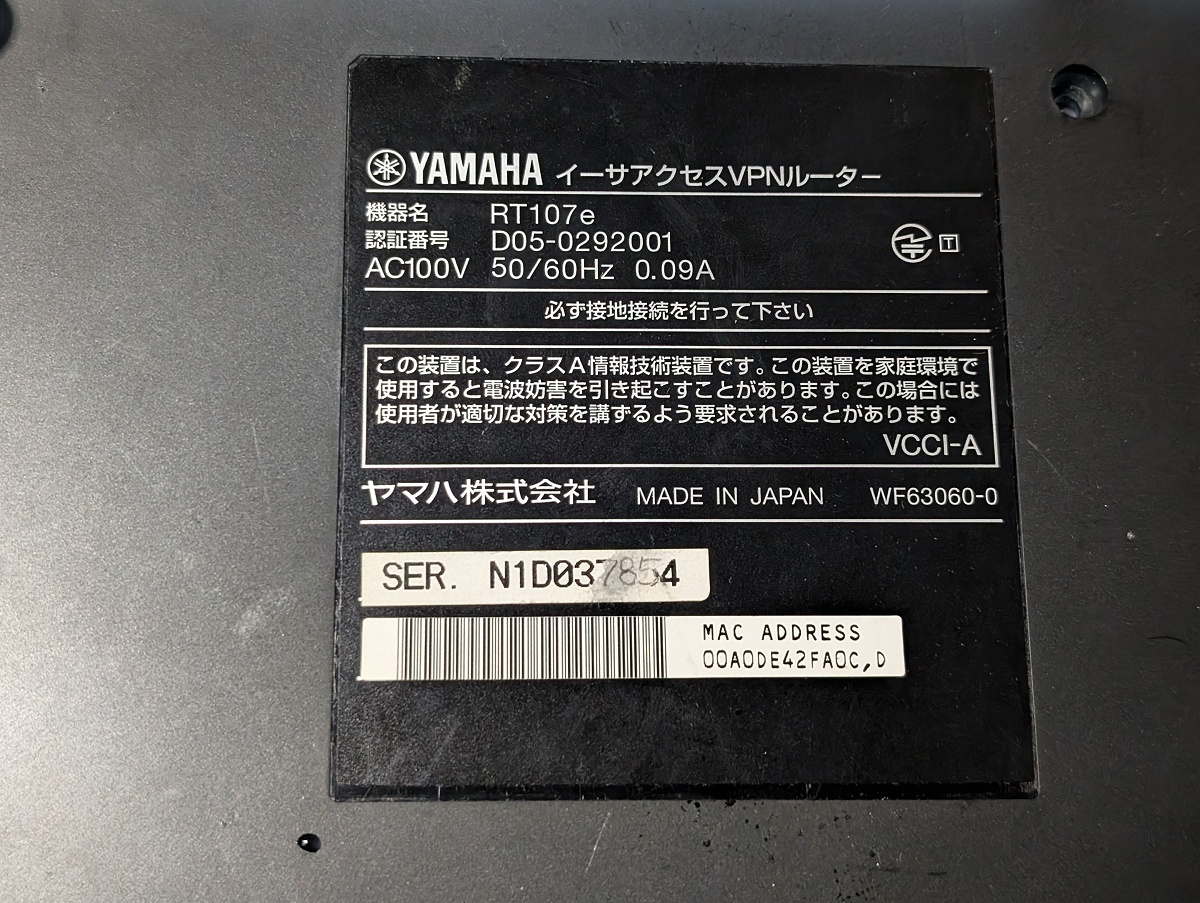 YAMAHA イーサアクセスVPNルーター
機器名 RT107e
認証番号 D05-0292001
T
AC100V 50/60Hz 0.09A
必ず接地接続を行って下さい
この装置は、クラスA情報技術装置です。この装置を家庭環境で
使用すると電波妨害を引き起こすことがあります。この場合には
使用者が適切な対策を講ずるよう要求されることがあります。
VCCI-A
ヤマハ株式会社 MADE IN JAPAN WF63060-0
SER. N1D037854
MAC ADDRESS
00A0DE42FA0C,D